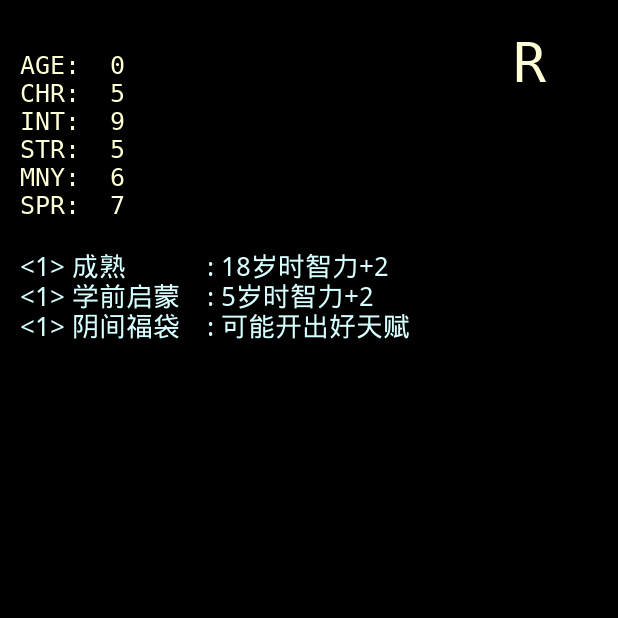 R
AGE: 0
CHR: 5
INT: 9
STR: 5
MNY: 6
SPR: 7
<1> 成熟 : 18岁时智力+2
<1> 学前启蒙 : 5岁时智力+2
<1> 阴间福袋 : 可能开出好天赋